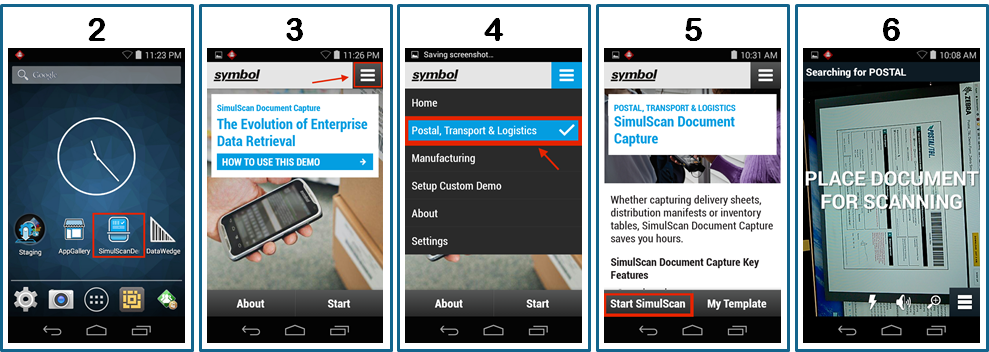 2
11:23 PM
Google
Staging
AppGallery
SimulScanDe
DataWedge
3
11:26 PM
symbol
SimulScan Document Capture
The Evolution of Enterprise
Data Retrieval
HOW TO USE THIS DEMO
About
Start
4
Saving screenshot...
symbol
Home
Postal, Transport & Logistics
Manufacturing
Setup Custom Demo
About
Settings
About
Start
5
10:31 AM
symbol
POSTAL, TRANSPORT & LOGISTICS
SimulScan Document
Capture
Whether capturing delivery sheets,
distribution manifests or inventory
tables, SimulScan Document Capture
saves you hours.
SimulScan Document Capture Key
Features
Start SimulScan
My Template
6
10:08 AM
Searching for POSTAL
ZEBRA
PLACE DOCUMENT
FOR SCANNING